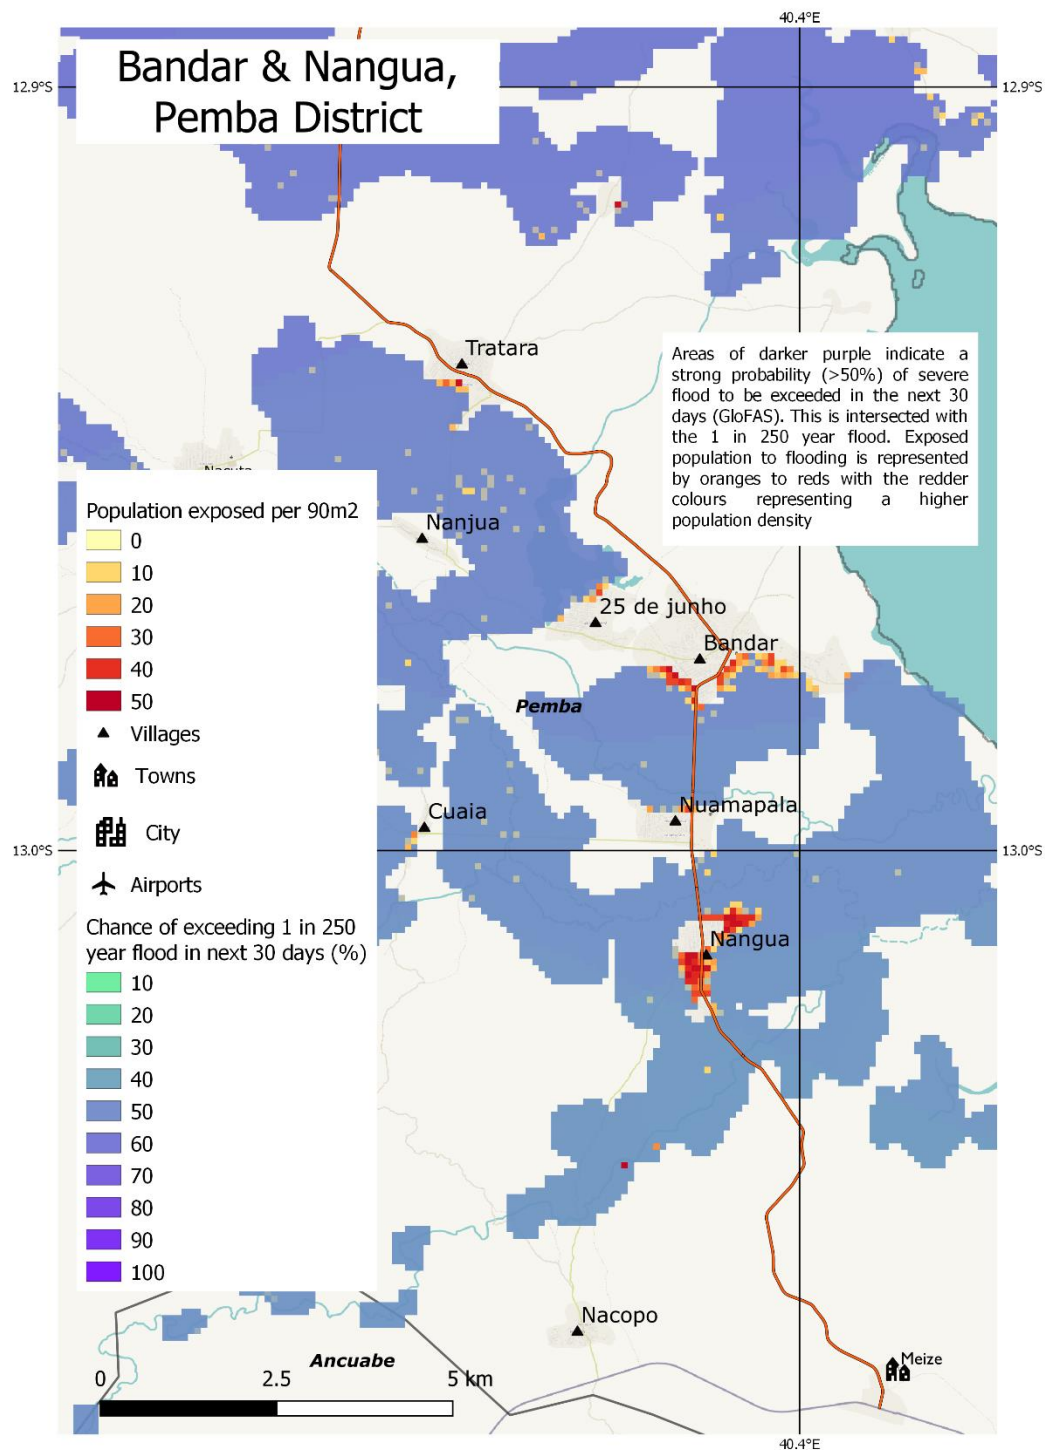 40.4°E
Bandar & Nangua,
Pemba District
12.9°S
12.9°S
Tratara
Areas of darker purple indicate a
strong probability (>50%) of severe
flood to be exceeded in the next 30
days (GloFAS). This is intersected with
the 1 in 250 year flood. Exposed
population to flooding is represented
by oranges to reds with the redder
colours representing a higher
population density
Nanjua
25 de junho
Bandar
Pemba
Nuamapala
Cuaia
13.0°S
13.0°S
Nangua
Nacopo
Meize
Ancuabe
Population exposed per 90m2
0
10
20
30
40
50
Villages
Towns
City
Airports
Chance of exceeding 1 in 250
year flood in next 30 days (%)
10
20
30
40
50
60
70
80
90
100
0 2.5 5 km
40.4°E